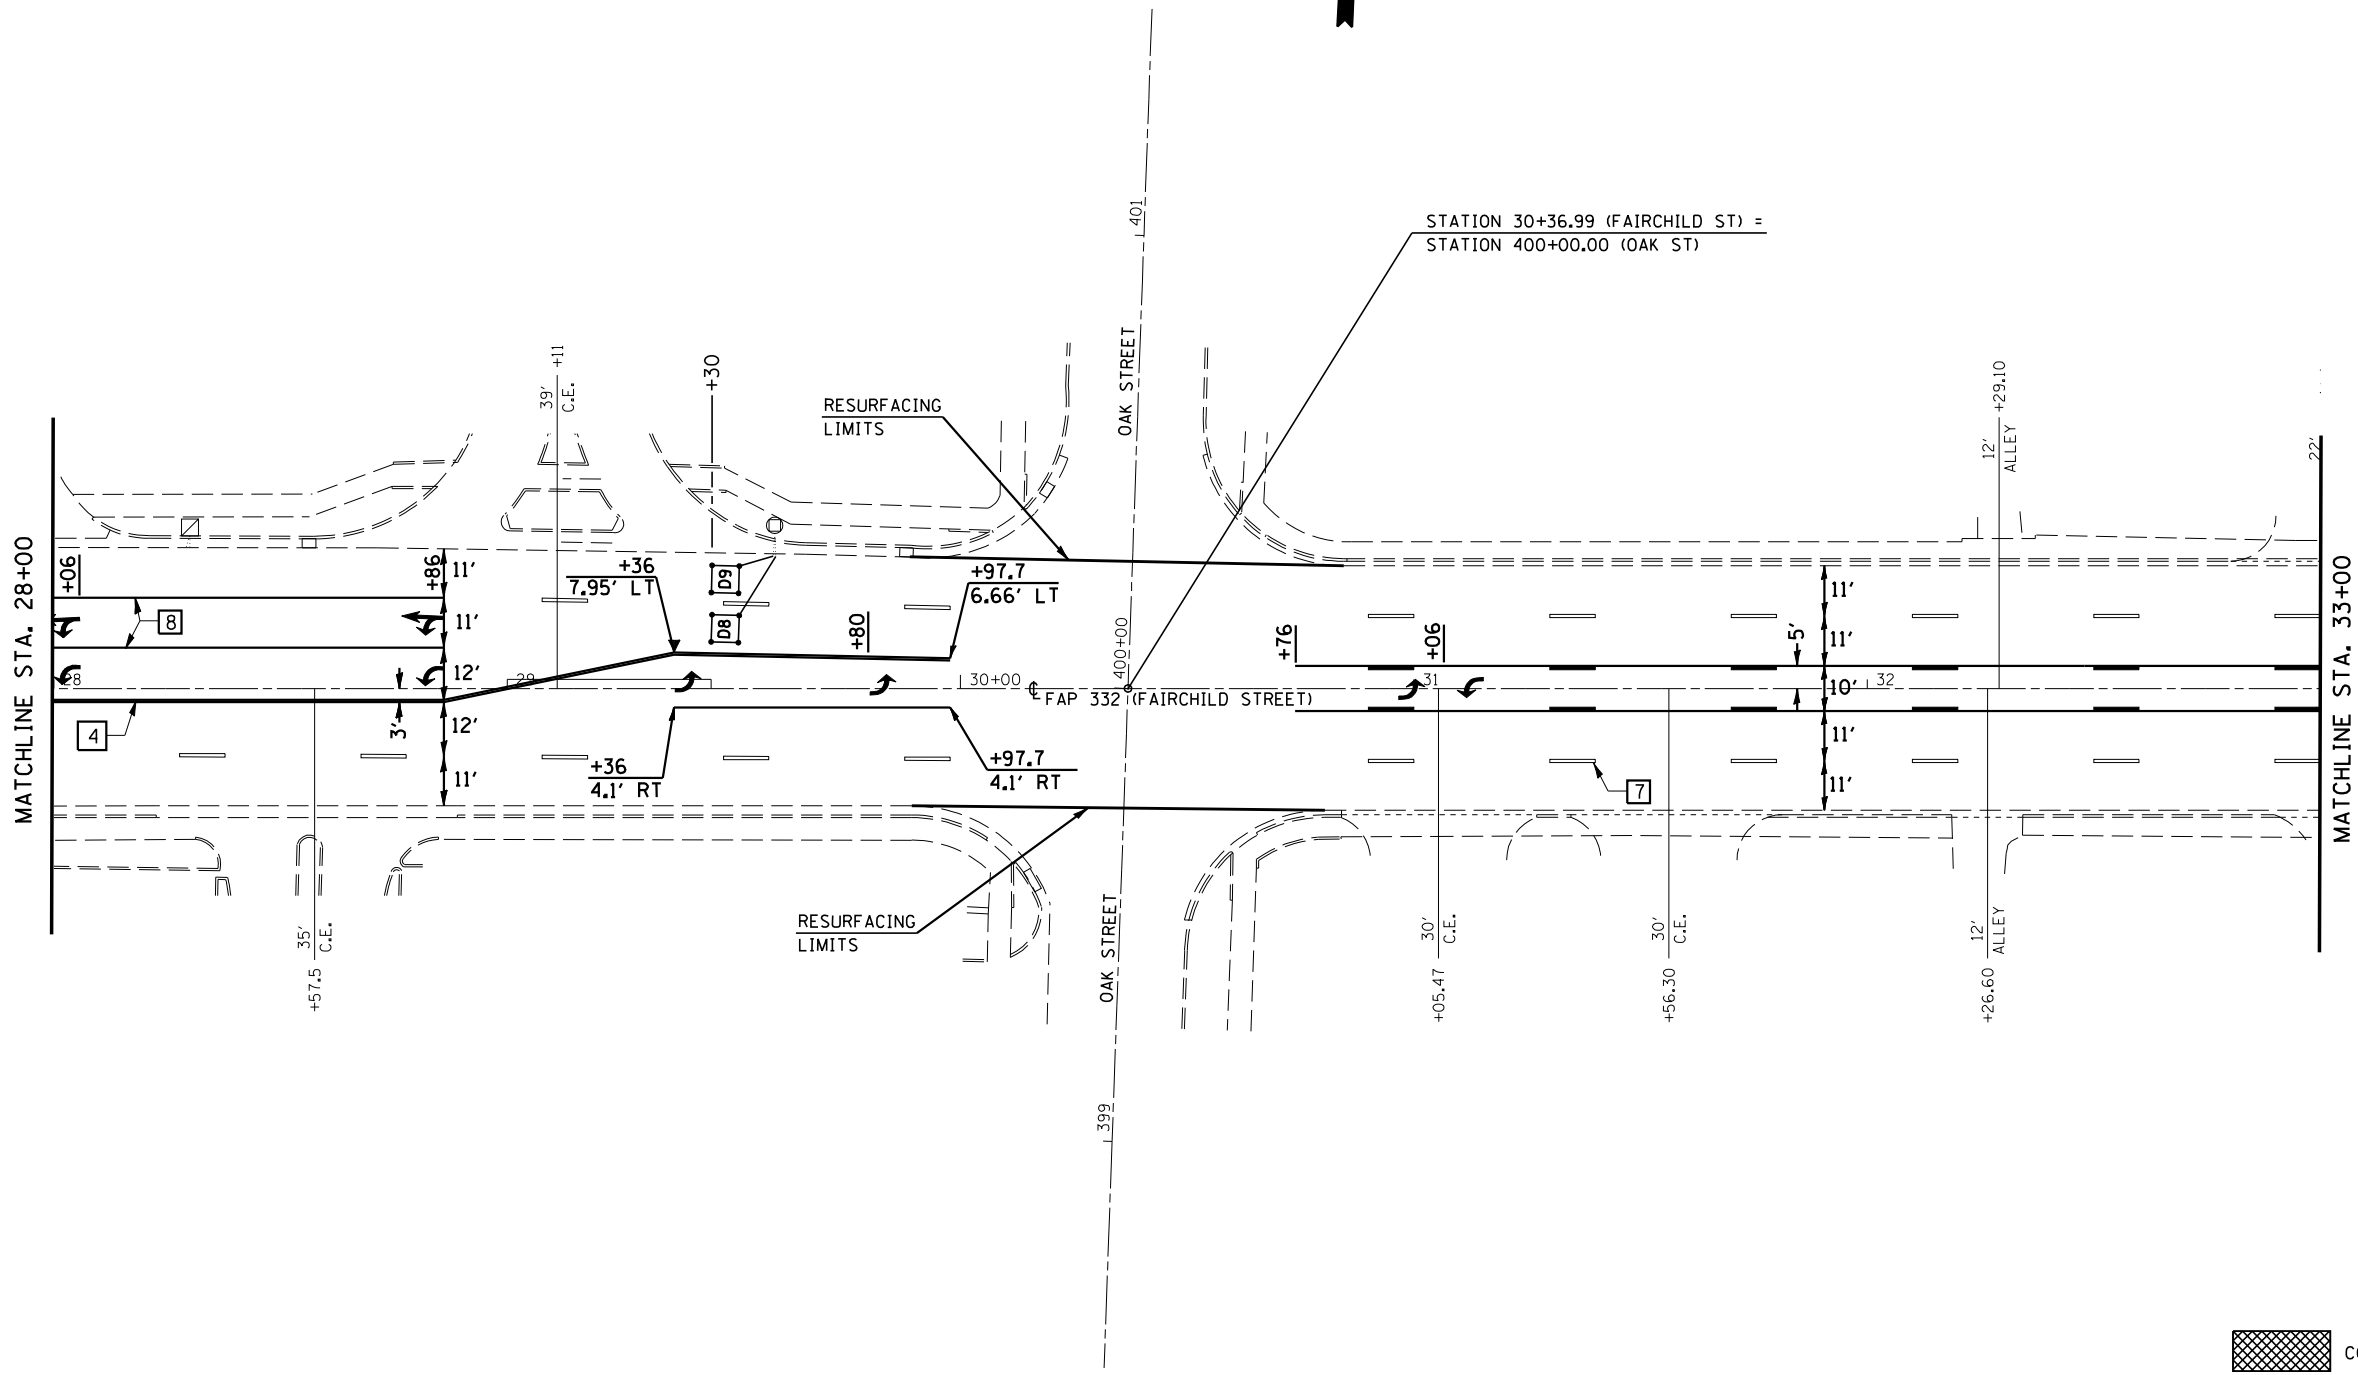 401
STATION 30+36.99 (FAIRCHILD ST) =
STATION 400+00.00 (OAK ST)
OAK STREET
+11
39'
C.E.
+30
RESURFACING
LIMITS
+29.10
12'
ALLEY
22'
MATCHLINE STA. 28+00
MATCHLINE STA. 33+00
+06
+86
11'
11'
12'
12'
11'
8
D9
D8
+36
7.95' LT
+80
+97.7
6.66' LT
400+00
+76
+06
5'
11'
11'
10'
11'
11'
28
29
30+00
31
32
℄ FAP 332 (FAIRCHILD STREET)
4
3'
+36
4.1' RT
+97.7
4.1' RT
7
RESURFACING
LIMITS
OAK STREET
35'
C.E.
+57.5
30'
C.E.
+05.47
30'
C.E.
+56.30
12'
ALLEY
+26.60
399